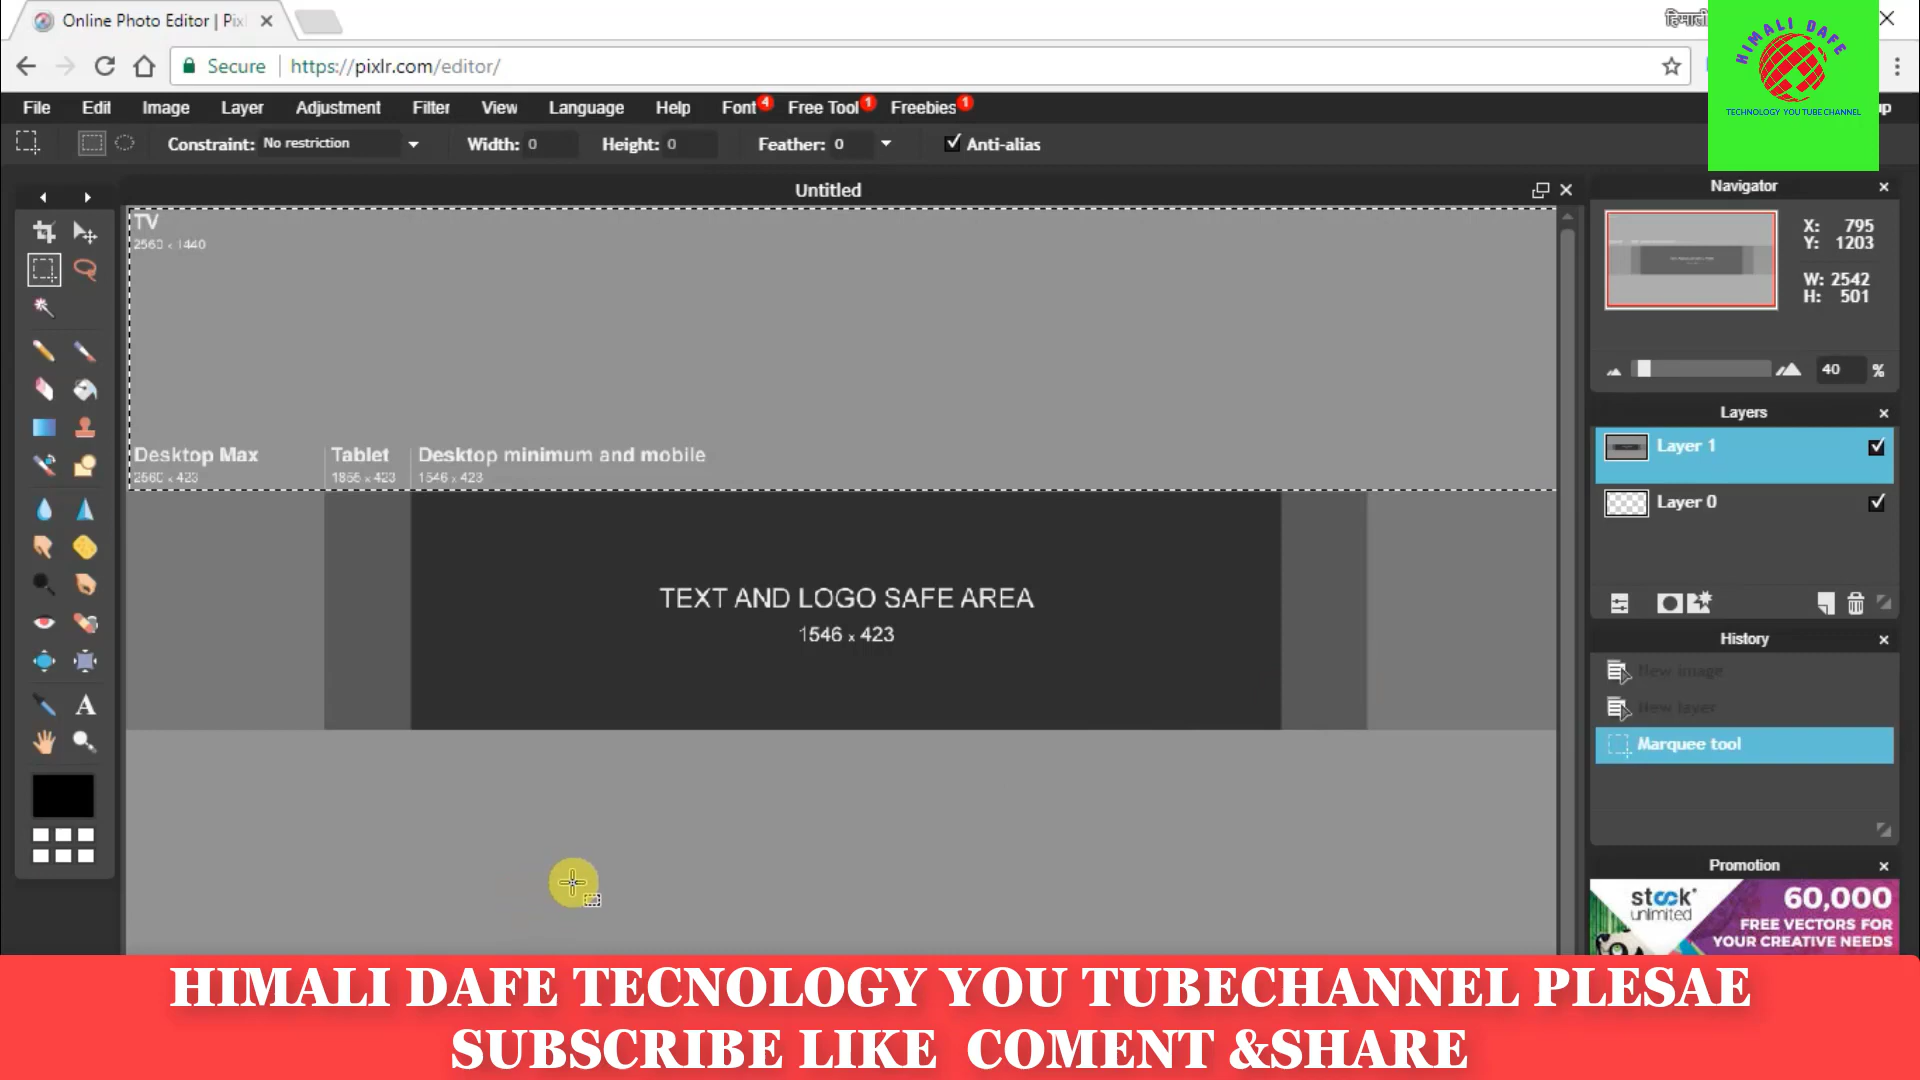 Online Photo Editor | Pix
हिमाली
Secure
https://pixlr.com/editor/
HIMALI DAFE
TECHNOLOGY YOU TUBE CHANNEL
File Edit Image Layer Adjustment Filter View Language Help Font 4 Free Tool 1 Freebies 1
Constraint: No restriction Width: 0 Height: 0 Feather: 0 Anti-alias
Untitled
TV
2560 x 1440
Desktop Max Tablet Desktop minimum and mobile
2560 x 423 1855 x 423 1546 x 423
TEXT AND LOGO SAFE AREA
1546 x 423
A
Navigator
X: 795
Y: 1203
W: 2542
H: 501
40 %
Layers
Layer 1
Layer 0
History
New image
New layer
Marquee tool
Promotion
stock unlimited
60,000
FREE VECTORS FOR
YOUR CREATIVE NEEDS
HIMALI DAFE TECNOLOGY YOU TUBECHANNEL PLESAE
SUBSCRIBE LIKE COMENT &SHARE